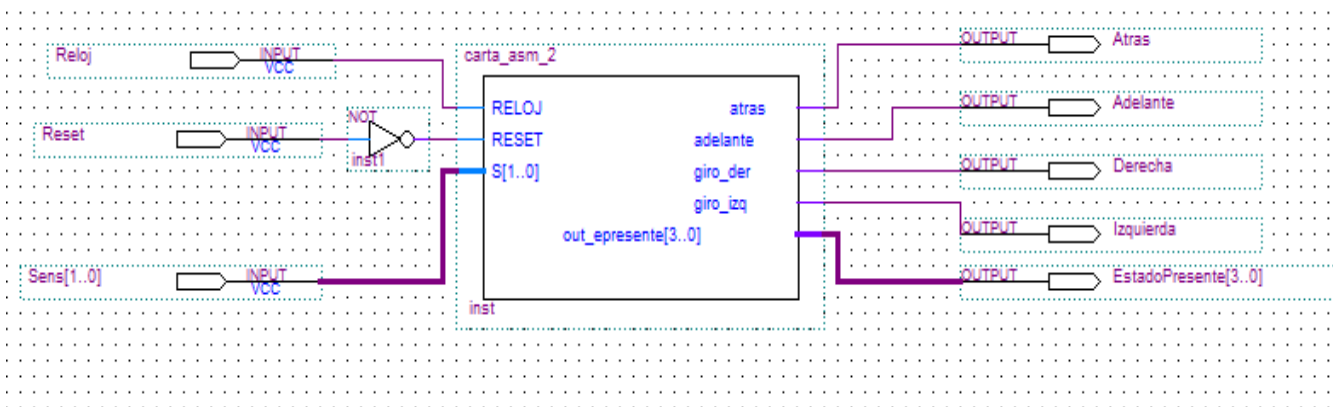 Reloj
INPUT
VCC
Reset
INPUT
VCC
NOT
inst1
Sens[1..0]
INPUT
VCC
carta_asm_2
RELOJ
RESET
S[1..0]
atras
adelante
giro_der
giro_izq
out_epresente[3..0]
inst
OUTPUT
Atras
OUTPUT
Adelante
OUTPUT
Derecha
OUTPUT
Izquierda
OUTPUT
EstadoPresente[3..0]